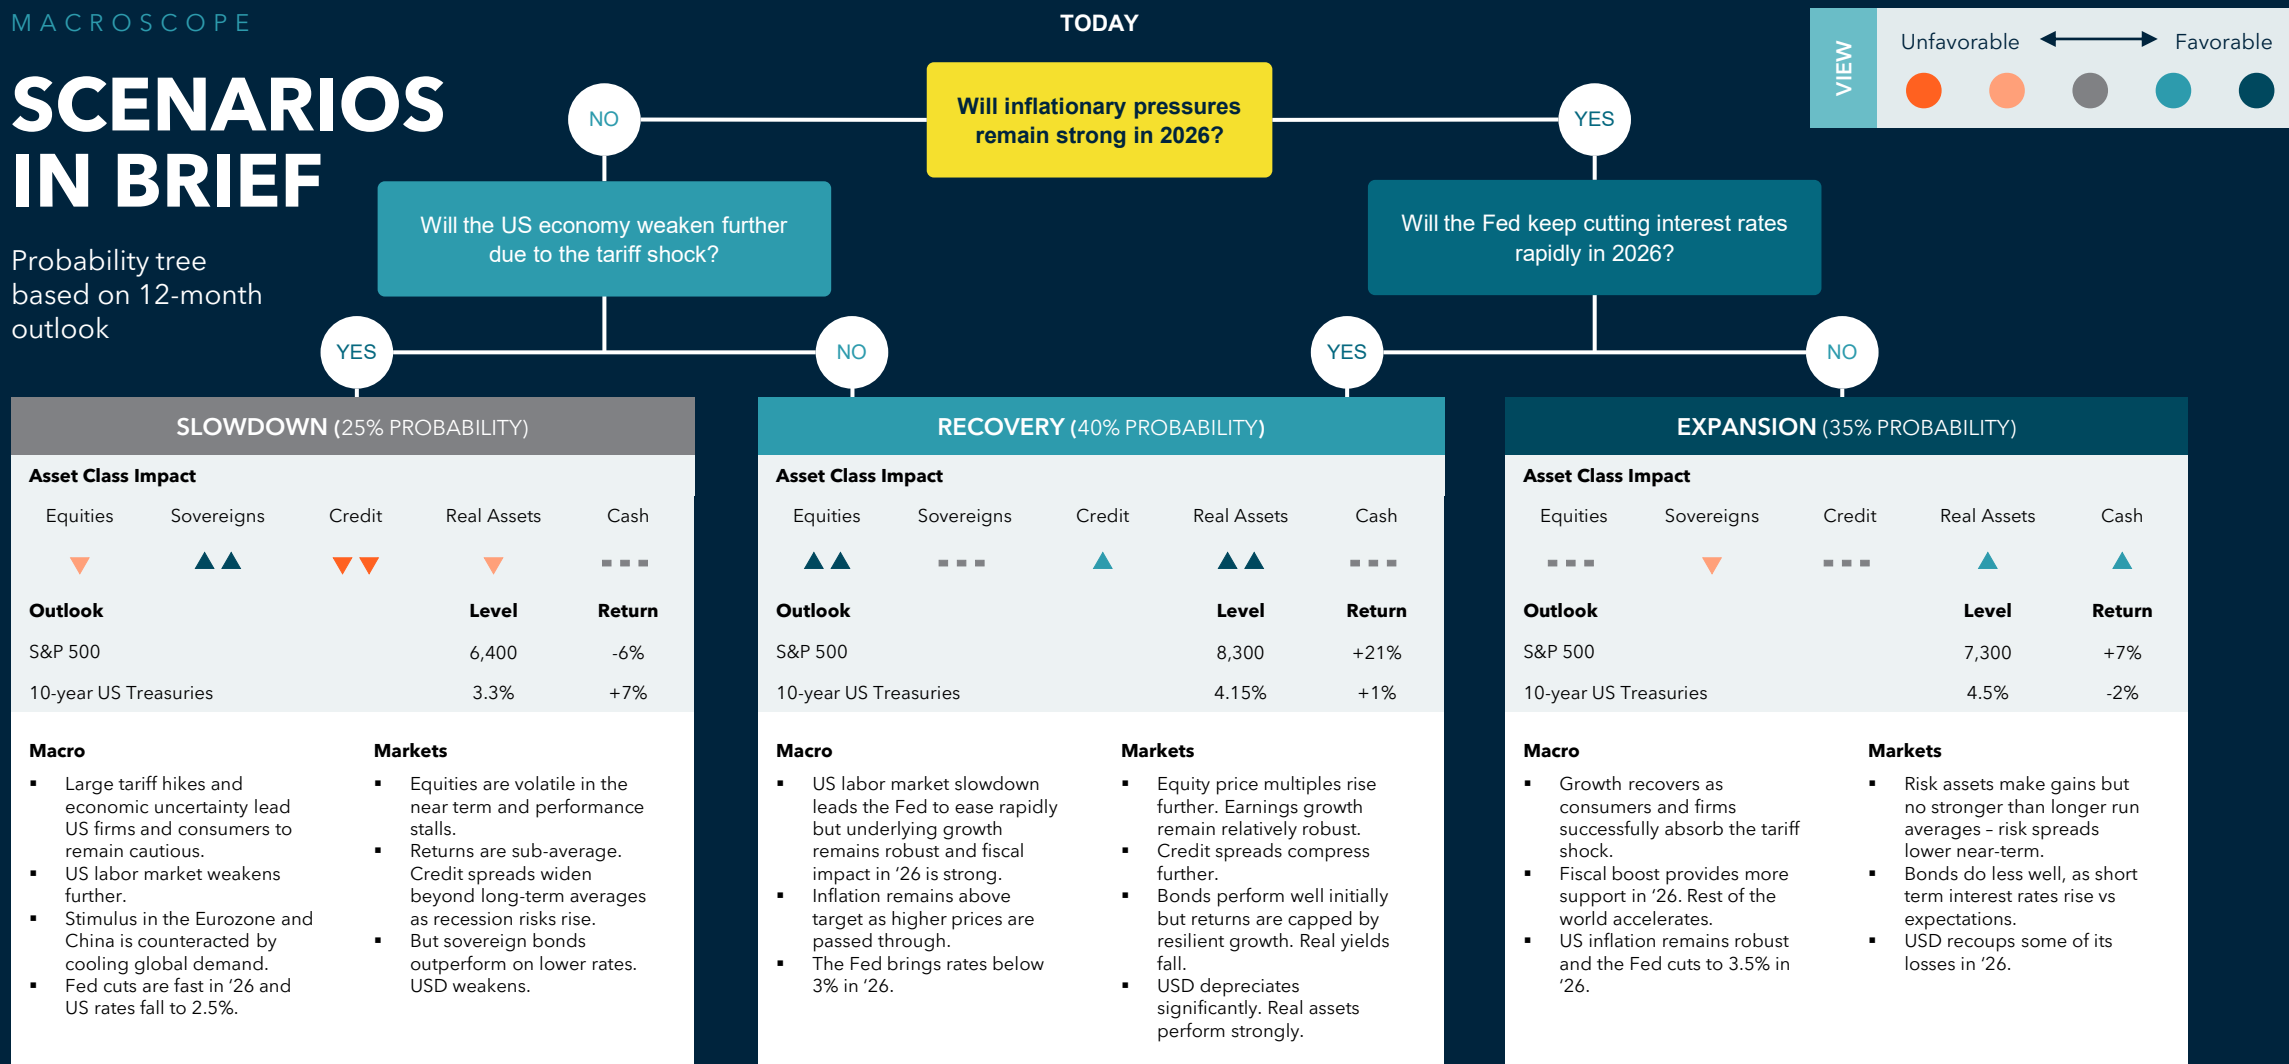 MACROSCOPE
SCENARIOS
IN BRIEF
Probability tree
based on 12-month
outlook
TODAY
Will inflationary pressures
remain strong in 2026?
VIEW
Unfavorable
Favorable
NO
YES
Will the US economy weaken further
due to the tariff shock?
Will the Fed keep cutting interest rates
rapidly in 2026?
YES
NO
YES
NO
SLOWDOWN (25% PROBABILITY)
Asset Class Impact
Equities Sovereigns Credit Real Assets Cash
Outlook Level Return
S&P 500 6,400 -6%
10-year US Treasuries 3.3% +7%
Macro
▪ Large tariff hikes and
economic uncertainty lead
US firms and consumers to
remain cautious.
▪ US labor market weakens
further.
▪ Stimulus in the Eurozone and
China is counteracted by
cooling global demand.
▪ Fed cuts are fast in ’26 and
US rates fall to 2.5%.
Markets
▪ Equities are volatile in the
near term and performance
stalls.
▪ Returns are sub-average.
Credit spreads widen
beyond long-term averages
as recession risks rise.
▪ But sovereign bonds
outperform on lower rates.
USD weakens.
RECOVERY (40% PROBABILITY)
Asset Class Impact
Equities Sovereigns Credit Real Assets Cash
Outlook Level Return
S&P 500 8,300 +21%
10-year US Treasuries 4.15% +1%
Macro
▪ US labor market slowdown
leads the Fed to ease rapidly
but underlying growth
remains robust and fiscal
impact in ’26 is strong.
▪ Inflation remains above
target as higher prices are
passed through.
▪ The Fed brings rates below
3% in ’26.
Markets
▪ Equity price multiples rise
further. Earnings growth
remain relatively robust.
▪ Credit spreads compress
further.
▪ Bonds perform well initially
but returns are capped by
resilient growth. Real yields
fall.
▪ USD depreciates
significantly. Real assets
perform strongly.
EXPANSION (35% PROBABILITY)
Asset Class Impact
Equities Sovereigns Credit Real Assets Cash
Outlook Level Return
S&P 500 7,300 +7%
10-year US Treasuries 4.5% -2%
Macro
▪ Growth recovers as
consumers and firms
successfully absorb the tariff
shock.
▪ Fiscal boost provides more
support in ’26. Rest of the
world accelerates.
▪ US inflation remains robust
and the Fed cuts to 3.5% in
’26.
Markets
▪ Risk assets make gains but
no stronger than longer run
averages – risk spreads
lower near-term.
▪ Bonds do less well, as short
term interest rates rise vs
expectations.
▪ USD recoups some of its
losses in ’26.